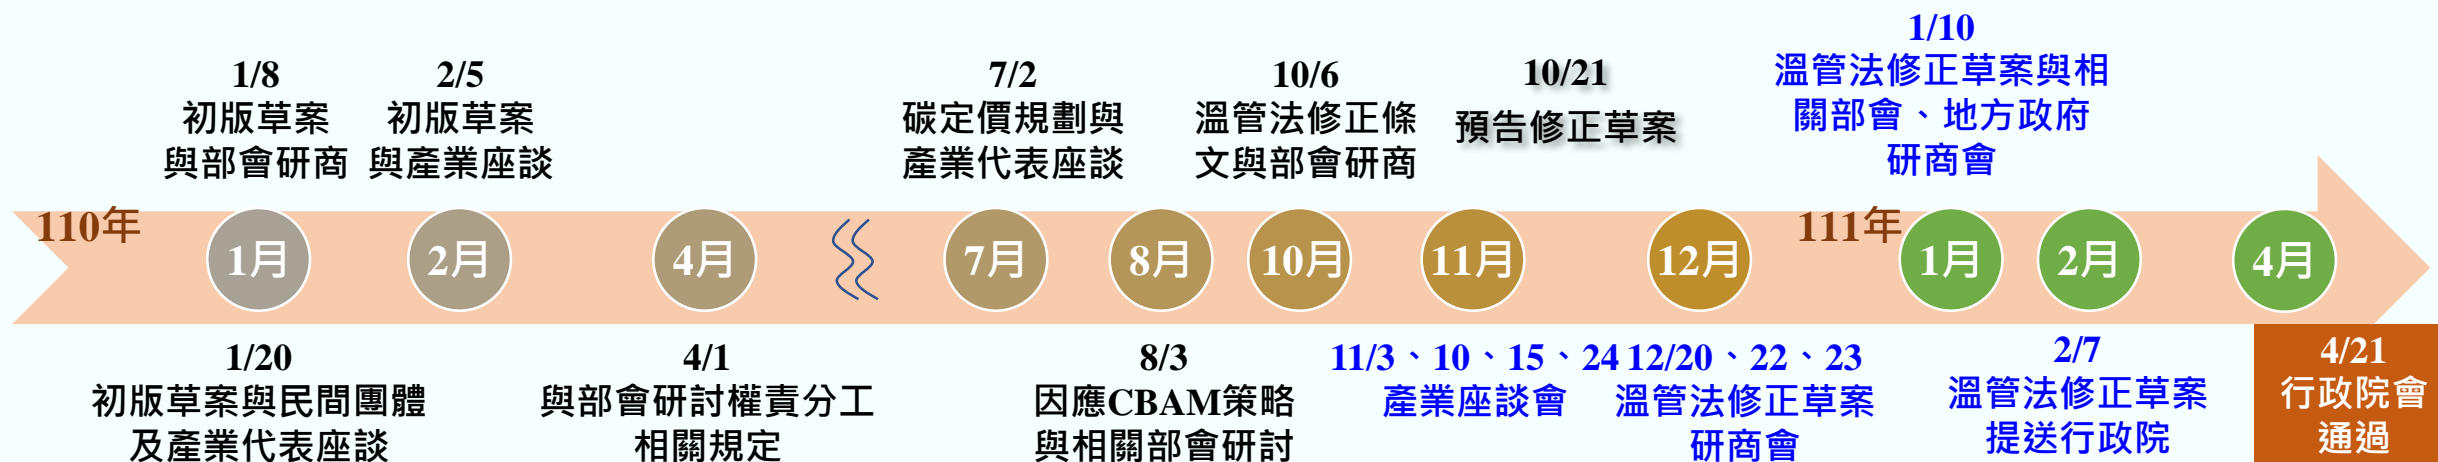 1/8
初版草案
與部會研商
2/5
初版草案
與產業座談
7/2
碳定價規劃與
產業代表座談
10/6
溫管法修正條
文與部會研商
10/21
預告修正草案
1/10
溫管法修正草案與相
關部會、地方政府
研商會
110年
1月
2月
4月
7月
8月
10月
11月
12月
111年
1月
2月
4月
1/20
初版草案與民間團體
及產業代表座談
4/1
與部會研討權責分工
相關規定
8/3
因應CBAM策略
與相關部會研討
11/3、10、15、24
產業座談會
12/20、22、23
溫管法修正草案
研商會
2/7
溫管法修正草案
提送行政院
4/21
行政院會
通過